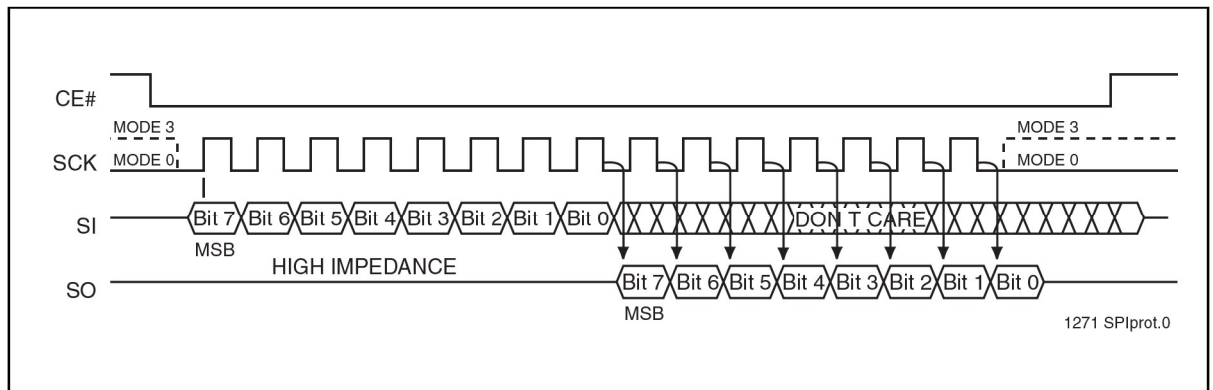 CE#
MODE 3 MODE 3
SCK MODE 0 MODE 0
SI Bit 7 Bit 6 Bit 5 Bit 4 Bit 3 Bit 2 Bit 1 Bit 0 DON T CARE
MSB
HIGH IMPEDANCE
SO Bit 7 Bit 6 Bit 5 Bit 4 Bit 3 Bit 2 Bit 1 Bit 0
MSB
1271 SPIprot.0